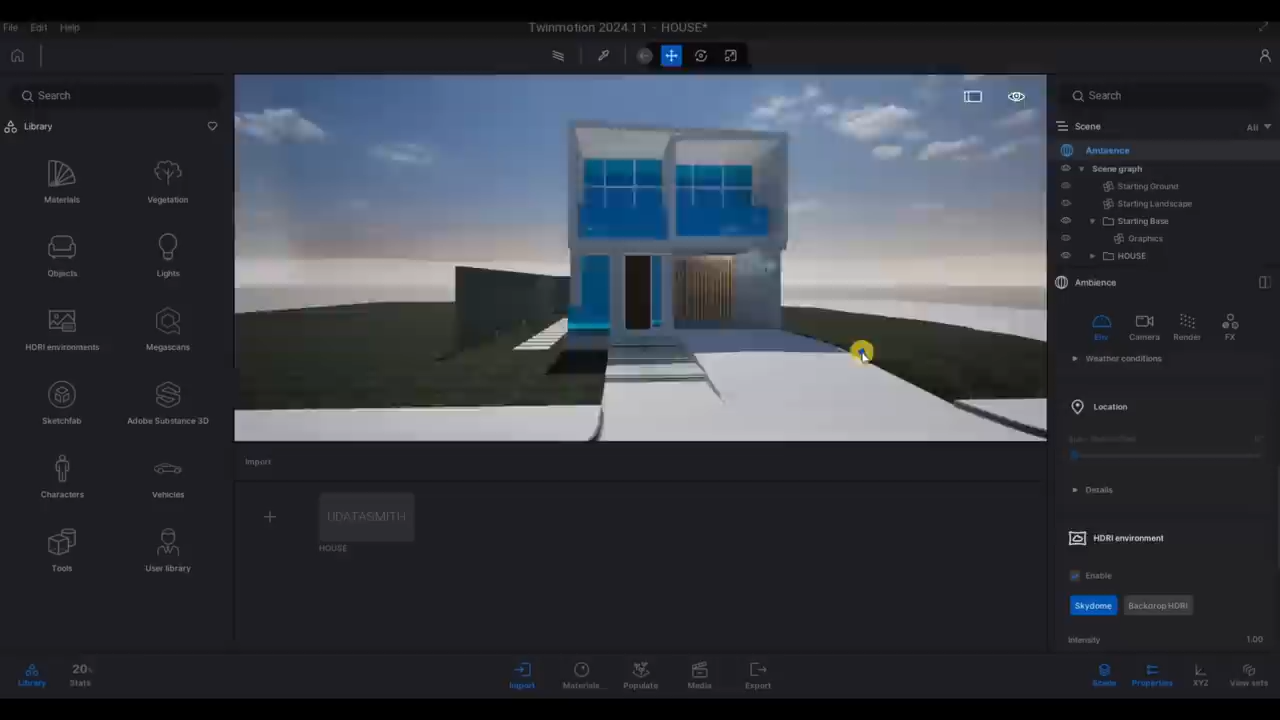 File Edit Help
Twinmotion 2024.1 1 - HOUSE*
Search
Library
Materials
Vegetation
Objects
Lights
HDRI environments
Megascans
Sketchfab
Adobe Substance 3D
Characters
Vehicles
Tools
User library
Search
Scene
All
Ambience
Scene graph
Starting Ground
Starting Landscape
Starting Base
Graphics
HOUSE
Ambience
Env
Camera
Render
FX
Weather conditions
Location
Details
HDRI environment
Enable
Skydome
Backdrop HDRI
Intensity
1.00
Import
UDATASMITH
HOUSE
Library
20%
Stats
Import
Materials...
Populate
Media
Export
Scene
Properties
XYZ
View sets